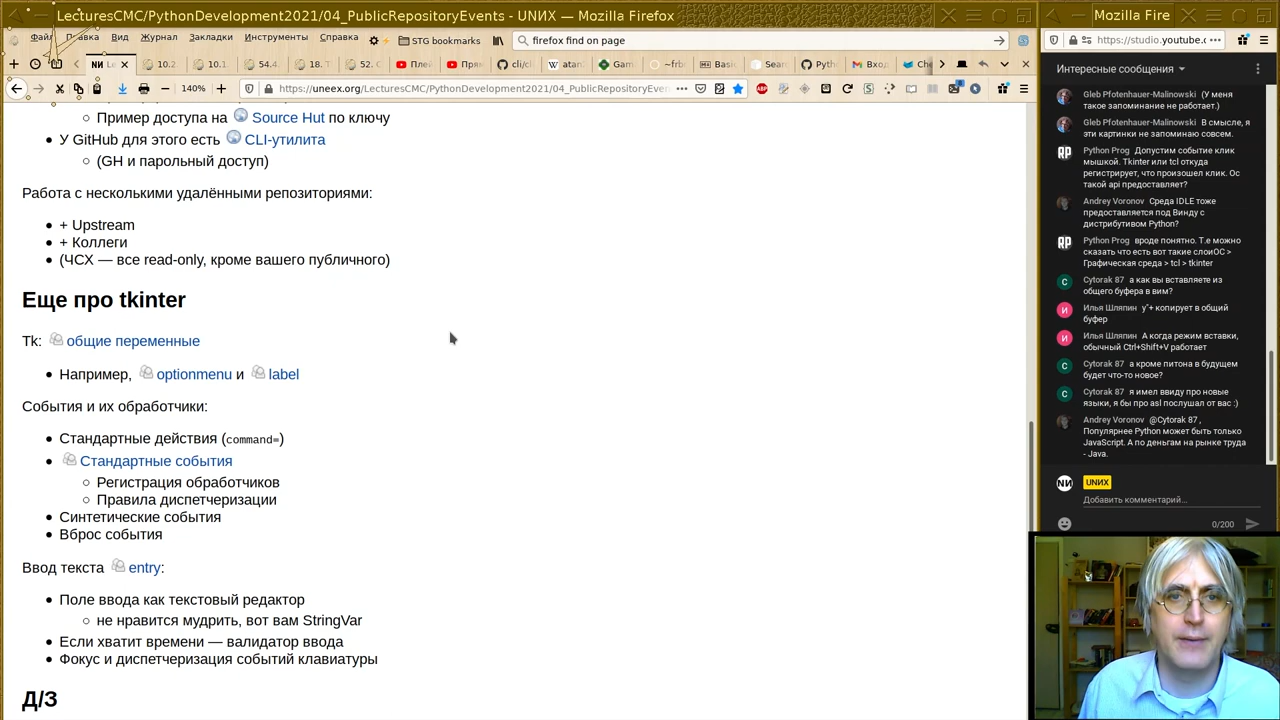 LecturesCMC/PythonDevelopment2021/04_PublicRepositoryEvents - UNИX — Mozilla Firefox
Mozilla Fire
Файл Правка Вид Журнал Закладки Инструменты Справка
STG bookmarks
firefox find on page
https://studio.youtube.c
140%
https://uneex.org/LecturesCMC/PythonDevelopment2021/04_PublicRepositoryEven
Пример доступа на Source Hut по ключу
У GitHub для этого есть CLI-утилита
(GH и парольный доступ)
Работа с несколькими удалёнными репозиториями:
+ Upstream
+ Коллеги
(ЧСХ — все read-only, кроме вашего публичного)
Еще про tkinter
Tk: общие переменные
Например, optionmenu и label
События и их обработчики:
Стандартные действия (command=)
Стандартные события
Регистрация обработчиков
Правила диспетчеризации
Синтетические события
Вброс события
Ввод текста entry:
Поле ввода как текстовый редактор
не нравится мудрить, вот вам StringVar
Если хватит времени — валидатор ввода
Фокус и диспетчеризация событий клавиатуры
Д/З
Интересные сообщения
Gleb Pfotenhauer-Malinowski (У меня
такое запоминание не работает.)
Gleb Pfotenhauer-Malinowski В смысле, я
эти картинки не запоминаю совсем.
Python Prog Допустим событие клик
мышкой. Tkinter или tcl откуда
регистрирует, что произошел клик. Ос
такой api предоставляет?
Andrey Voronov Среда IDLE тоже
предоставляется под Винду с
дистрибутивом Python?
Python Prog вроде понятно. Т.е можно
сказать что есть вот такие слоиОС >
Графическая среда > tcl > tkinter
Cytorak 87 а как вы вставляете из
общего буфера в вим?
Илья Шляпин y"+ копирует в общий
буфер
Илья Шляпин А когда режим вставки,
обычный Ctrl+Shift+V работает
Cytorak 87 а кроме питона в будущем
будет что-то новое?
Cytorak 87 я имел ввиду про новые
языки, я бы про asl послушал от вас :)
Andrey Voronov @Cytorak 87 ,
Популярнее Python может быть только
JavaScript. А по деньгам на рынке труда
- Java.
UNИX
Добавить комментарий...
0/200